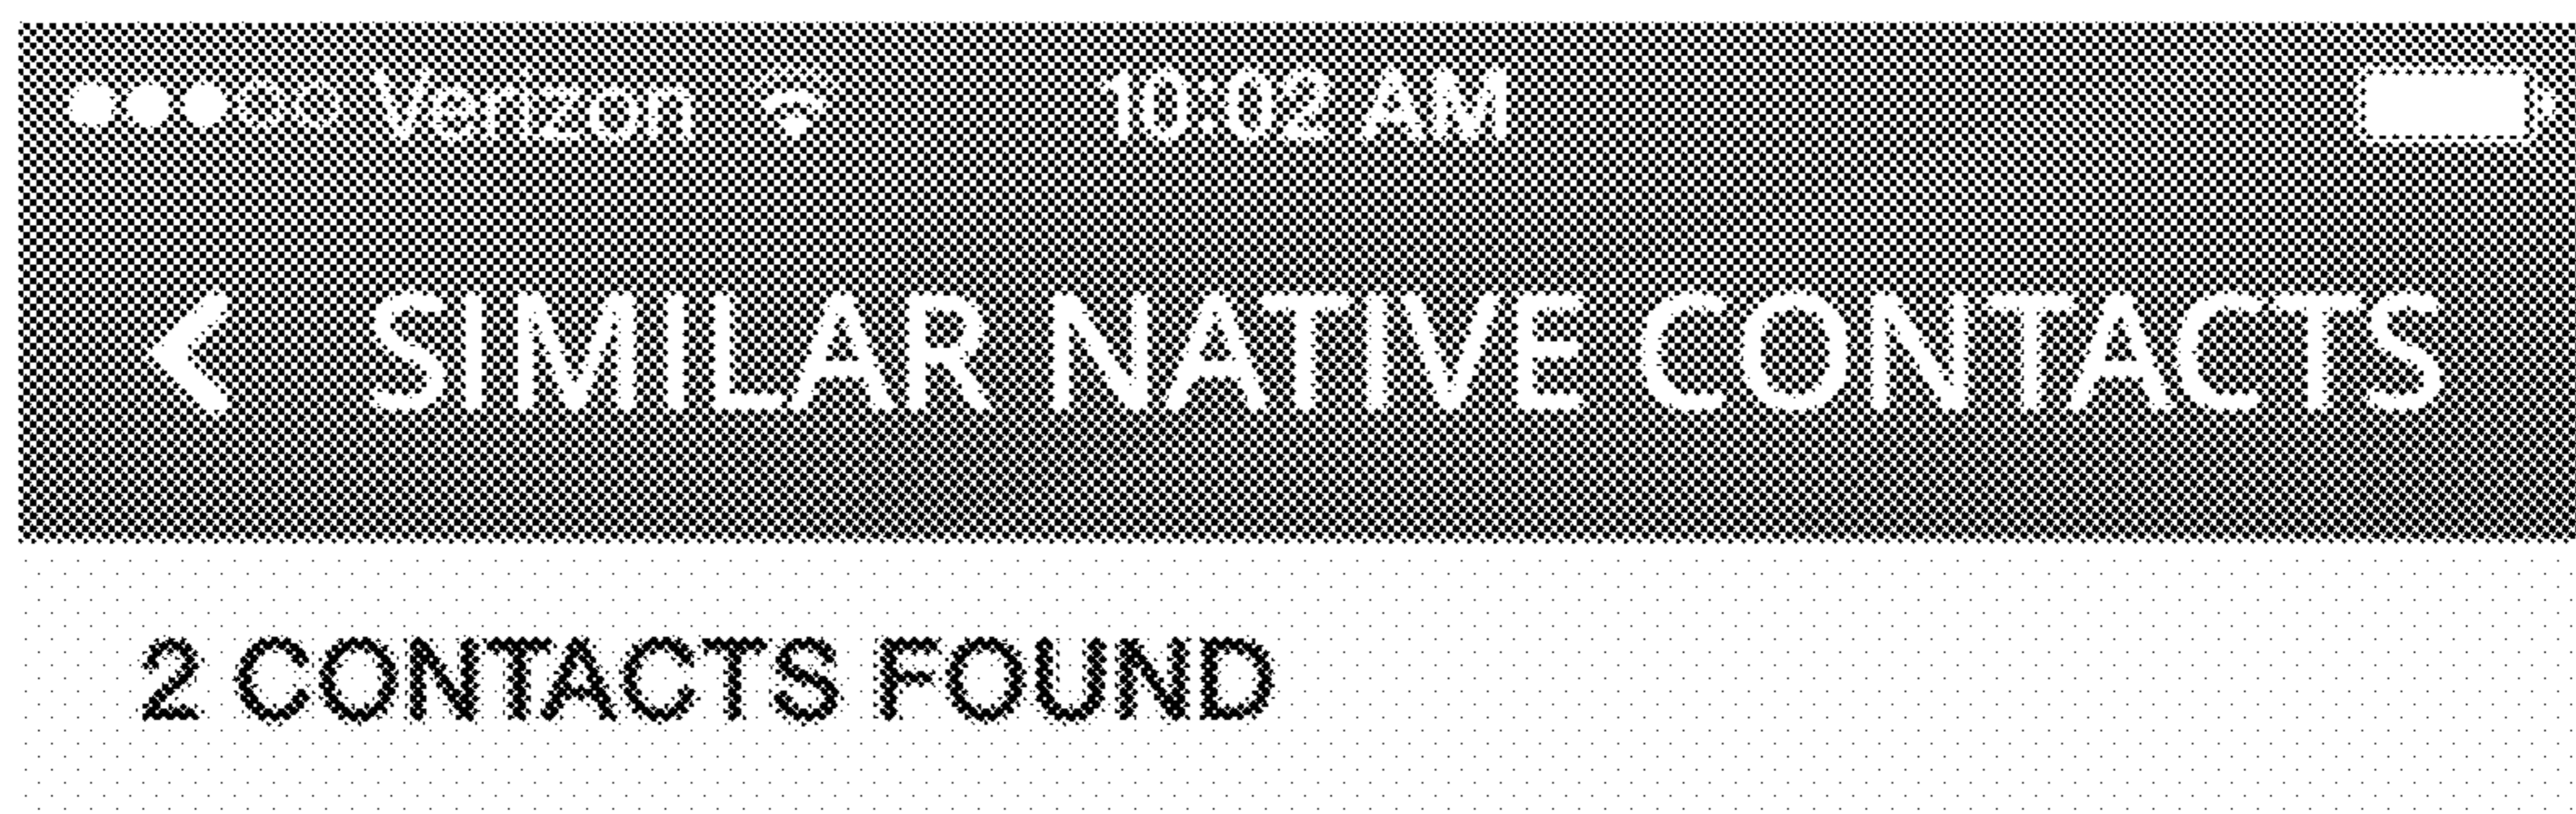 Verizon 10:02 AM
< SIMILAR NATIVE CONTACTS
2 CONTACTS FOUND